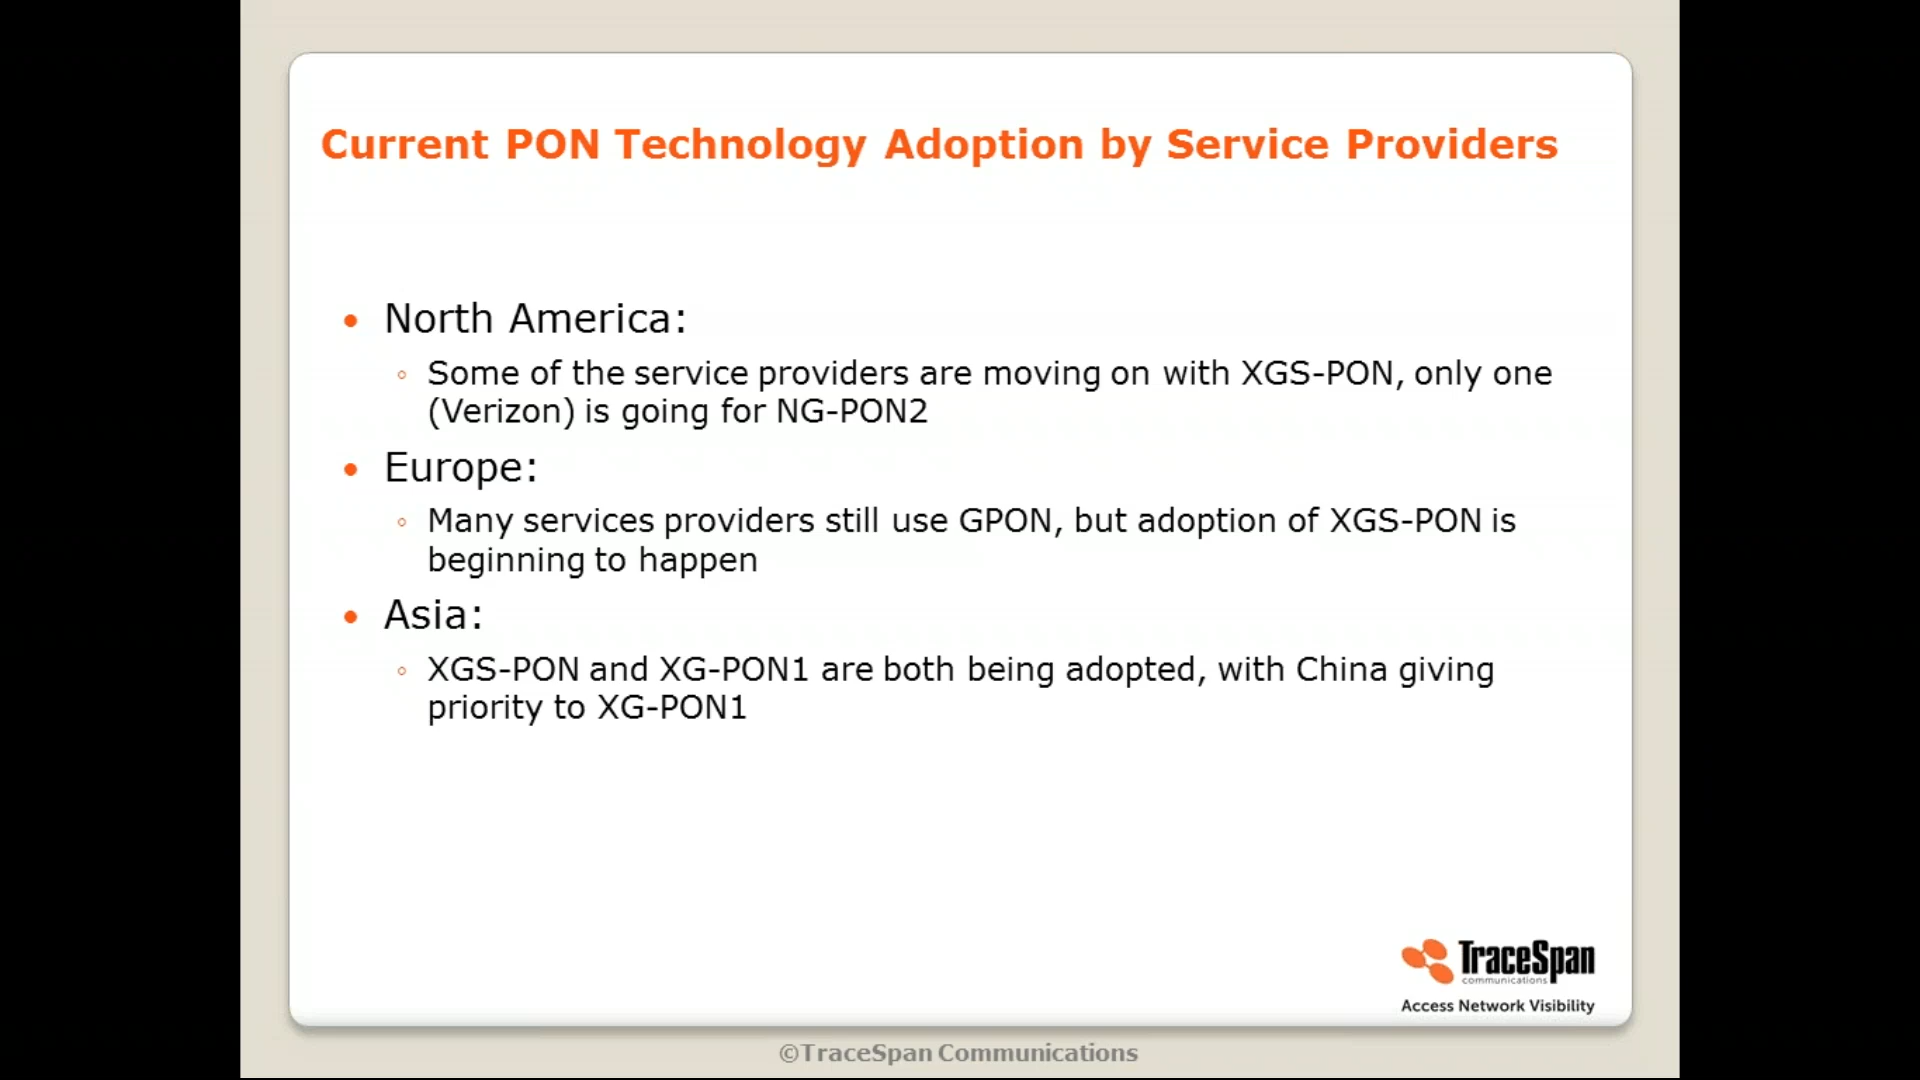 Current PON Technology Adoption by Service Providers
• North America:
◦ Some of the service providers are moving on with XGS-PON, only one
(Verizon) is going for NG-PON2
• Europe:
◦ Many services providers still use GPON, but adoption of XGS-PON is
beginning to happen
• Asia:
◦ XGS-PON and XG-PON1 are both being adopted, with China giving
priority to XG-PON1
TraceSpan
communications
Access Network Visibility
©TraceSpan Communications